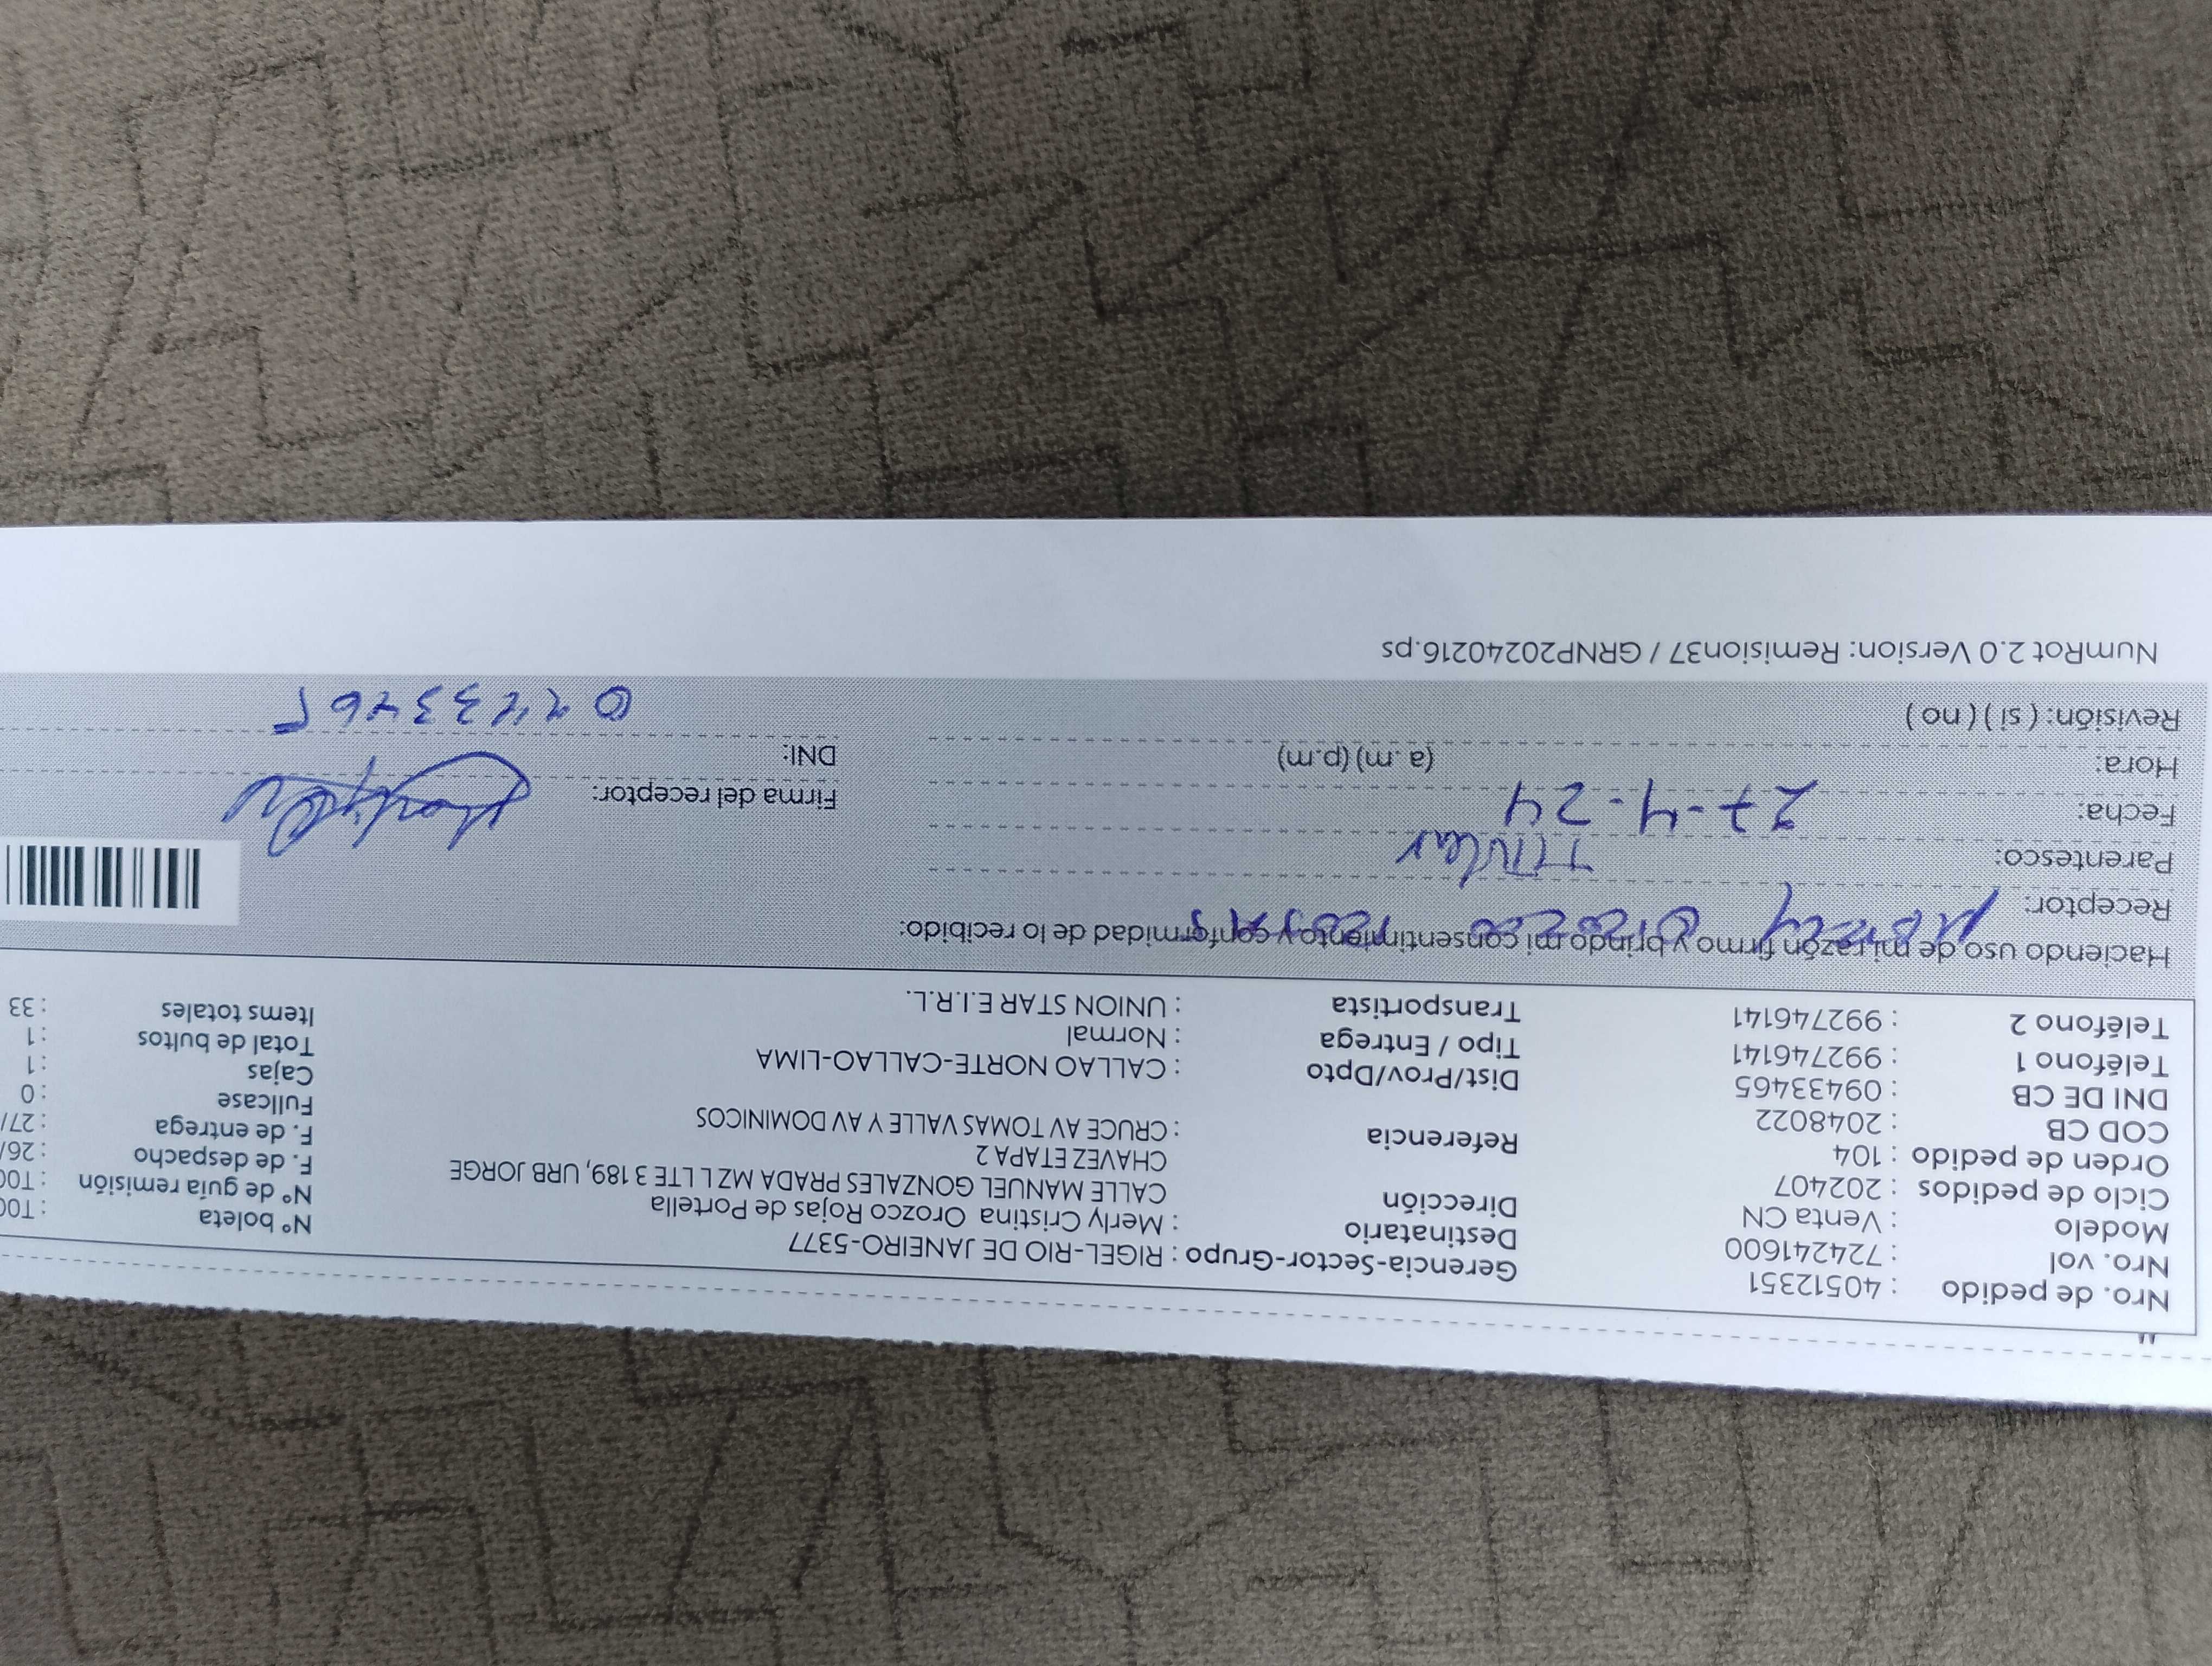 Nro. de pedido : 40512351 Gerencia-Sector-Grupo : RIGEL-RIO DE JANEIRO-5377 N° boleta : T00
Nro. vol : 724241600 Destinatario : Merly Cristina Orozco Rojas de Portella N° de guía remisión : T00
Modelo : Venta CN Dirección CALLE MANUEL GONZALES PRADA MZ L LTE 3 189, URB JORGE F. de despacho : 26/
Ciclo de pedidos : 202407 CHAVEZ ETAPA 2 F. de entrega : 27/
Orden de pedido : 104 Referencia : CRUCE AV TOMAS VALLE Y AV DOMINICOS Fullcase : 0
COD CB : 2048022 Dist/Prov/Dpto : CALLAO NORTE-CALLAO-LIMA Cajas : 1
DNI DE CB : 09433465 Tipo / Entrega : Normal Total de bultos : 1
Teléfono 1 : 992746141 Transportista : UNION STAR E.I.R.L. Items totales : 33
Teléfono 2 : 992746141
Haciendo uso de mi razón firmo y brindo mi consentimiento y conformidad de lo recibido:
Receptor: Orozco Rojas
Parentesco: Titular
Fecha: 27-4-24 Firma del receptor:
Hora: (a.m) (p.m) DNI:
Revisión: ( si ) ( no )
NumRot 2.0 Version: Remision37 / GRNP20240216.ps